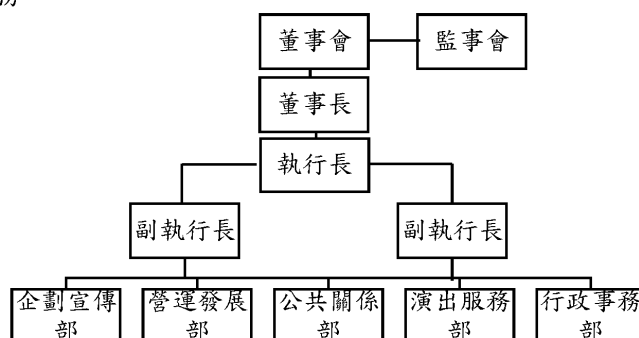 務
董事會 監事會
董事長
執行長
副執行長 副執行長
企劃宣傳部 營運發展部 公共關係部 演出服務部 行政事務部